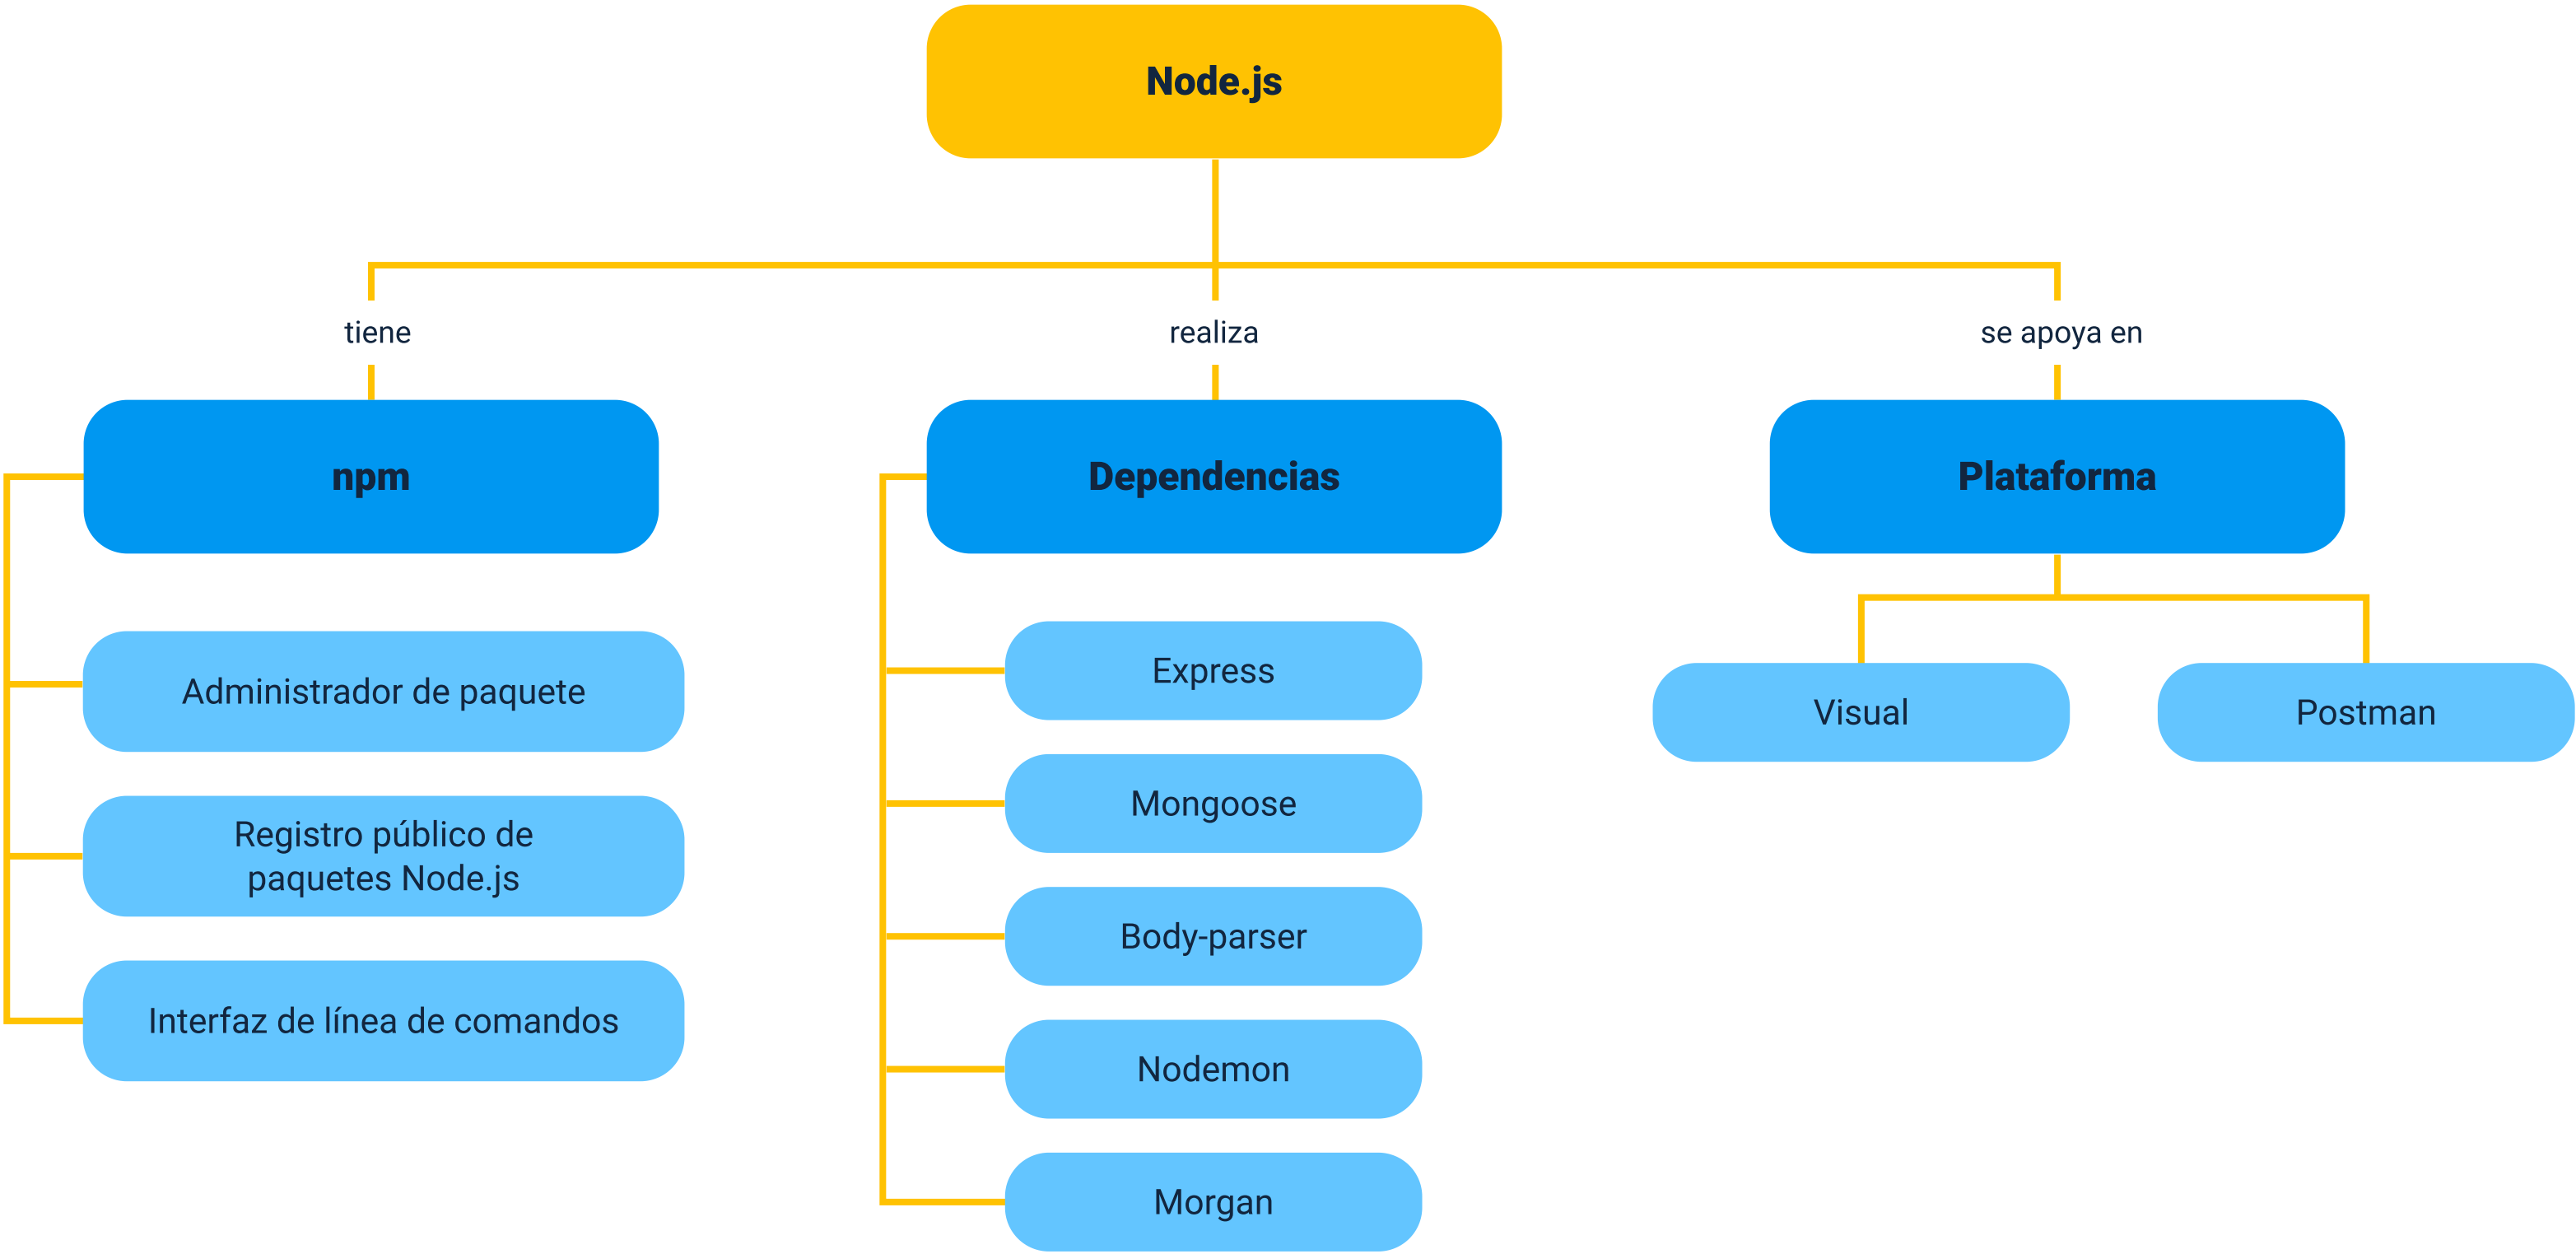 Node.js
tiene
realiza
se apoya en
npm
Dependencias
Plataforma
Administrador de paquete
Registro público de
paquetes Node.js
Interfaz de línea de comandos
Express
Mongoose
Body-parser
Nodemon
Morgan
Visual
Postman